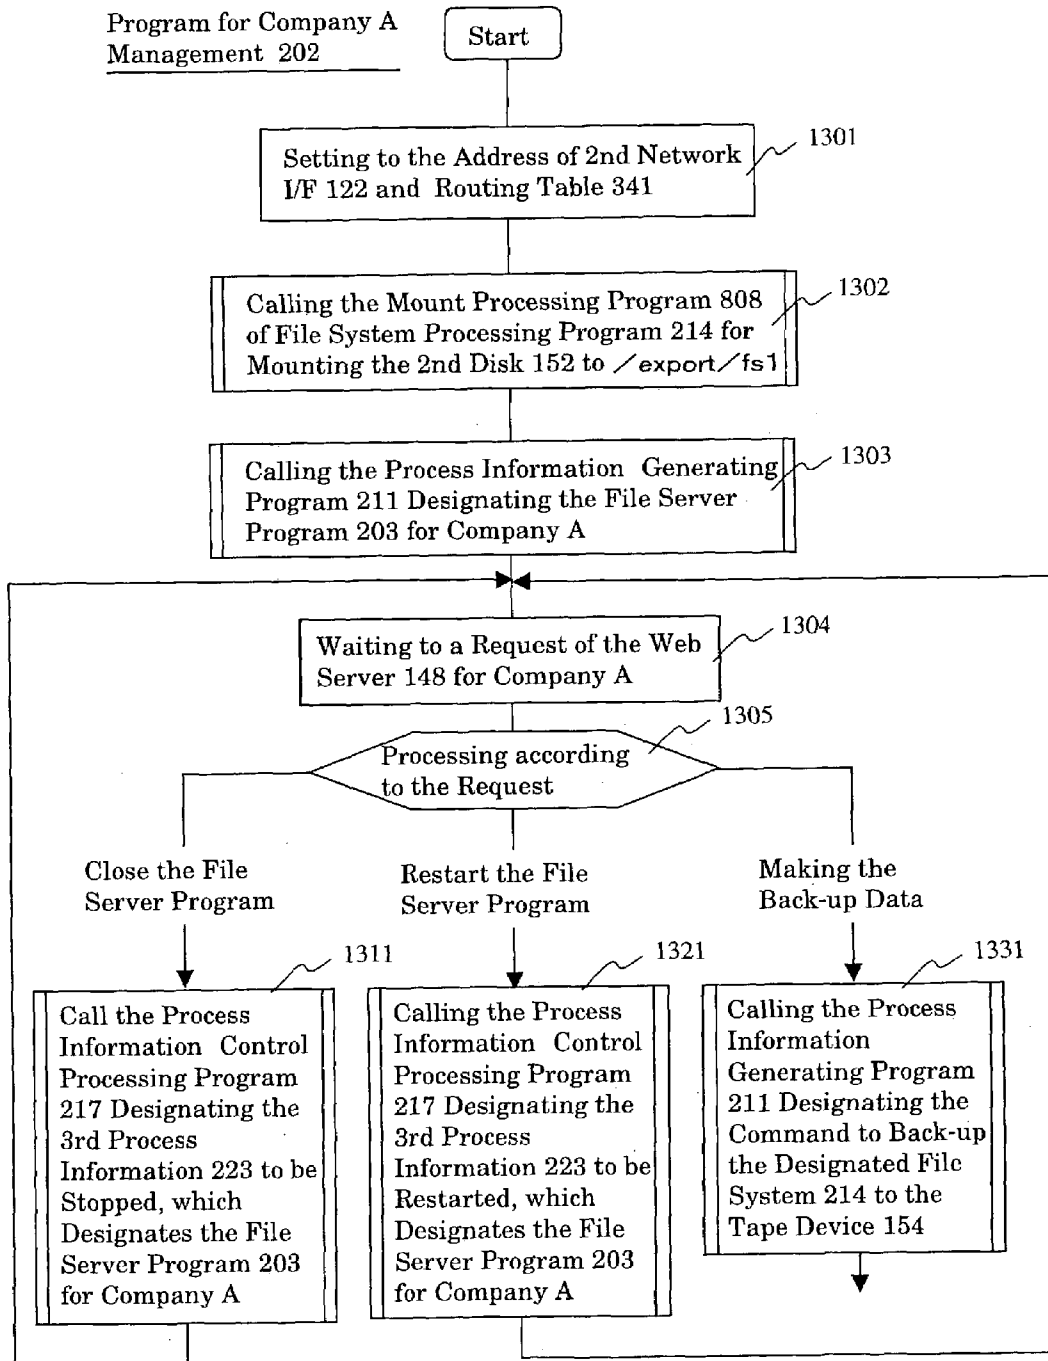 Program for Company A
Management 202
Start
1301
Setting to the Address of 2nd Network
I/F 122 and Routing Table 341
1302
Calling the Mount Processing Program 808
of File System Processing Program 214 for
Mounting the 2nd Disk 152 to /export/fs1
1303
Calling the Process Information Generating
Program 211 Designating the File Server
Program 203 for Company A
1304
Waiting to a Request of the Web
Server 148 for Company A
1305
Processing according
to the Request
Close the File
Server Program
Restart the File
Server Program
Making the
Back-up Data
1311
Call the Process
Information Control
Processing Program
217 Designating the
3rd Process
Information 223 to be
Stopped, which
Designates the File
Server Program 203
for Company A
1321
Calling the Process
Information Control
Processing Program
217 Designating the
3rd Process
Information 223 to be
Restarted, which
Designates the File
Server Program 203
for Company A
1331
Calling the Process
Information
Generating Program
211 Designating the
Command to Back-up
the Designated File
System 214 to the
Tape Device 154